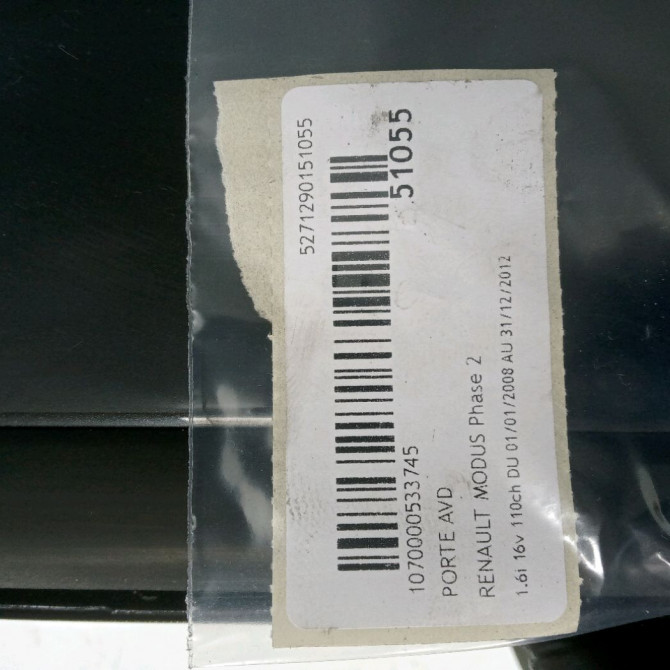 5271290151055
51055
1070000533745
PORTE AVD
RENAULT MODUS Phase 2
1.6i 16v 110ch DU 01/01/2008 AU 31/12/2012